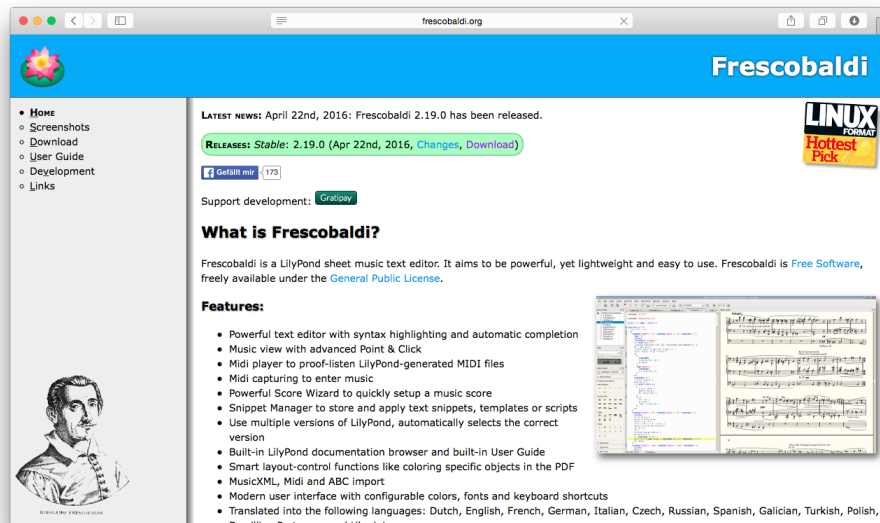 frescobaldi.org
Frescobaldi
HOME
Screenshots
Download
User Guide
Development
Links
LATEST NEWS: April 22nd, 2016: Frescobaldi 2.19.0 has been released.
RELEASES: Stable: 2.19.0 (Apr 22nd, 2016, Changes, Download)
Gefällt mir 173
Support development: Gratipay
LINUX
FORMAT
Hottest
Pick
What is Frescobaldi?
Frescobaldi is a LilyPond sheet music text editor. It aims to be powerful, yet lightweight and easy to use. Frescobaldi is Free Software,
freely available under the General Public License.
Features:
Powerful text editor with syntax highlighting and automatic completion
Music view with advanced Point & Click
Midi player to proof-listen LilyPond-generated MIDI files
Midi capturing to enter music
Powerful Score Wizard to quickly setup a music score
Snippet Manager to store and apply text snippets, templates or scripts
Use multiple versions of LilyPond, automatically selects the correct
version
Built-in LilyPond documentation browser and built-in User Guide
Smart layout-control functions like coloring specific objects in the PDF
MusicXML, Midi and ABC import
Modern user interface with configurable colors, fonts and keyboard shortcuts
Translated into the following languages: Dutch, English, French, German, Italian, Czech, Russian, Spanish, Galician, Turkish, Polish,